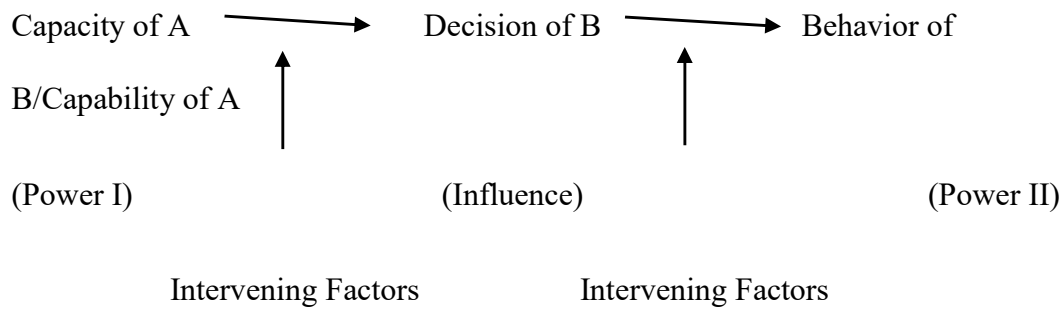 Capacity of A Decision of B Behavior of
B/Capability of A
(Power I) (Influence) (Power II)
Intervening Factors Intervening Factors